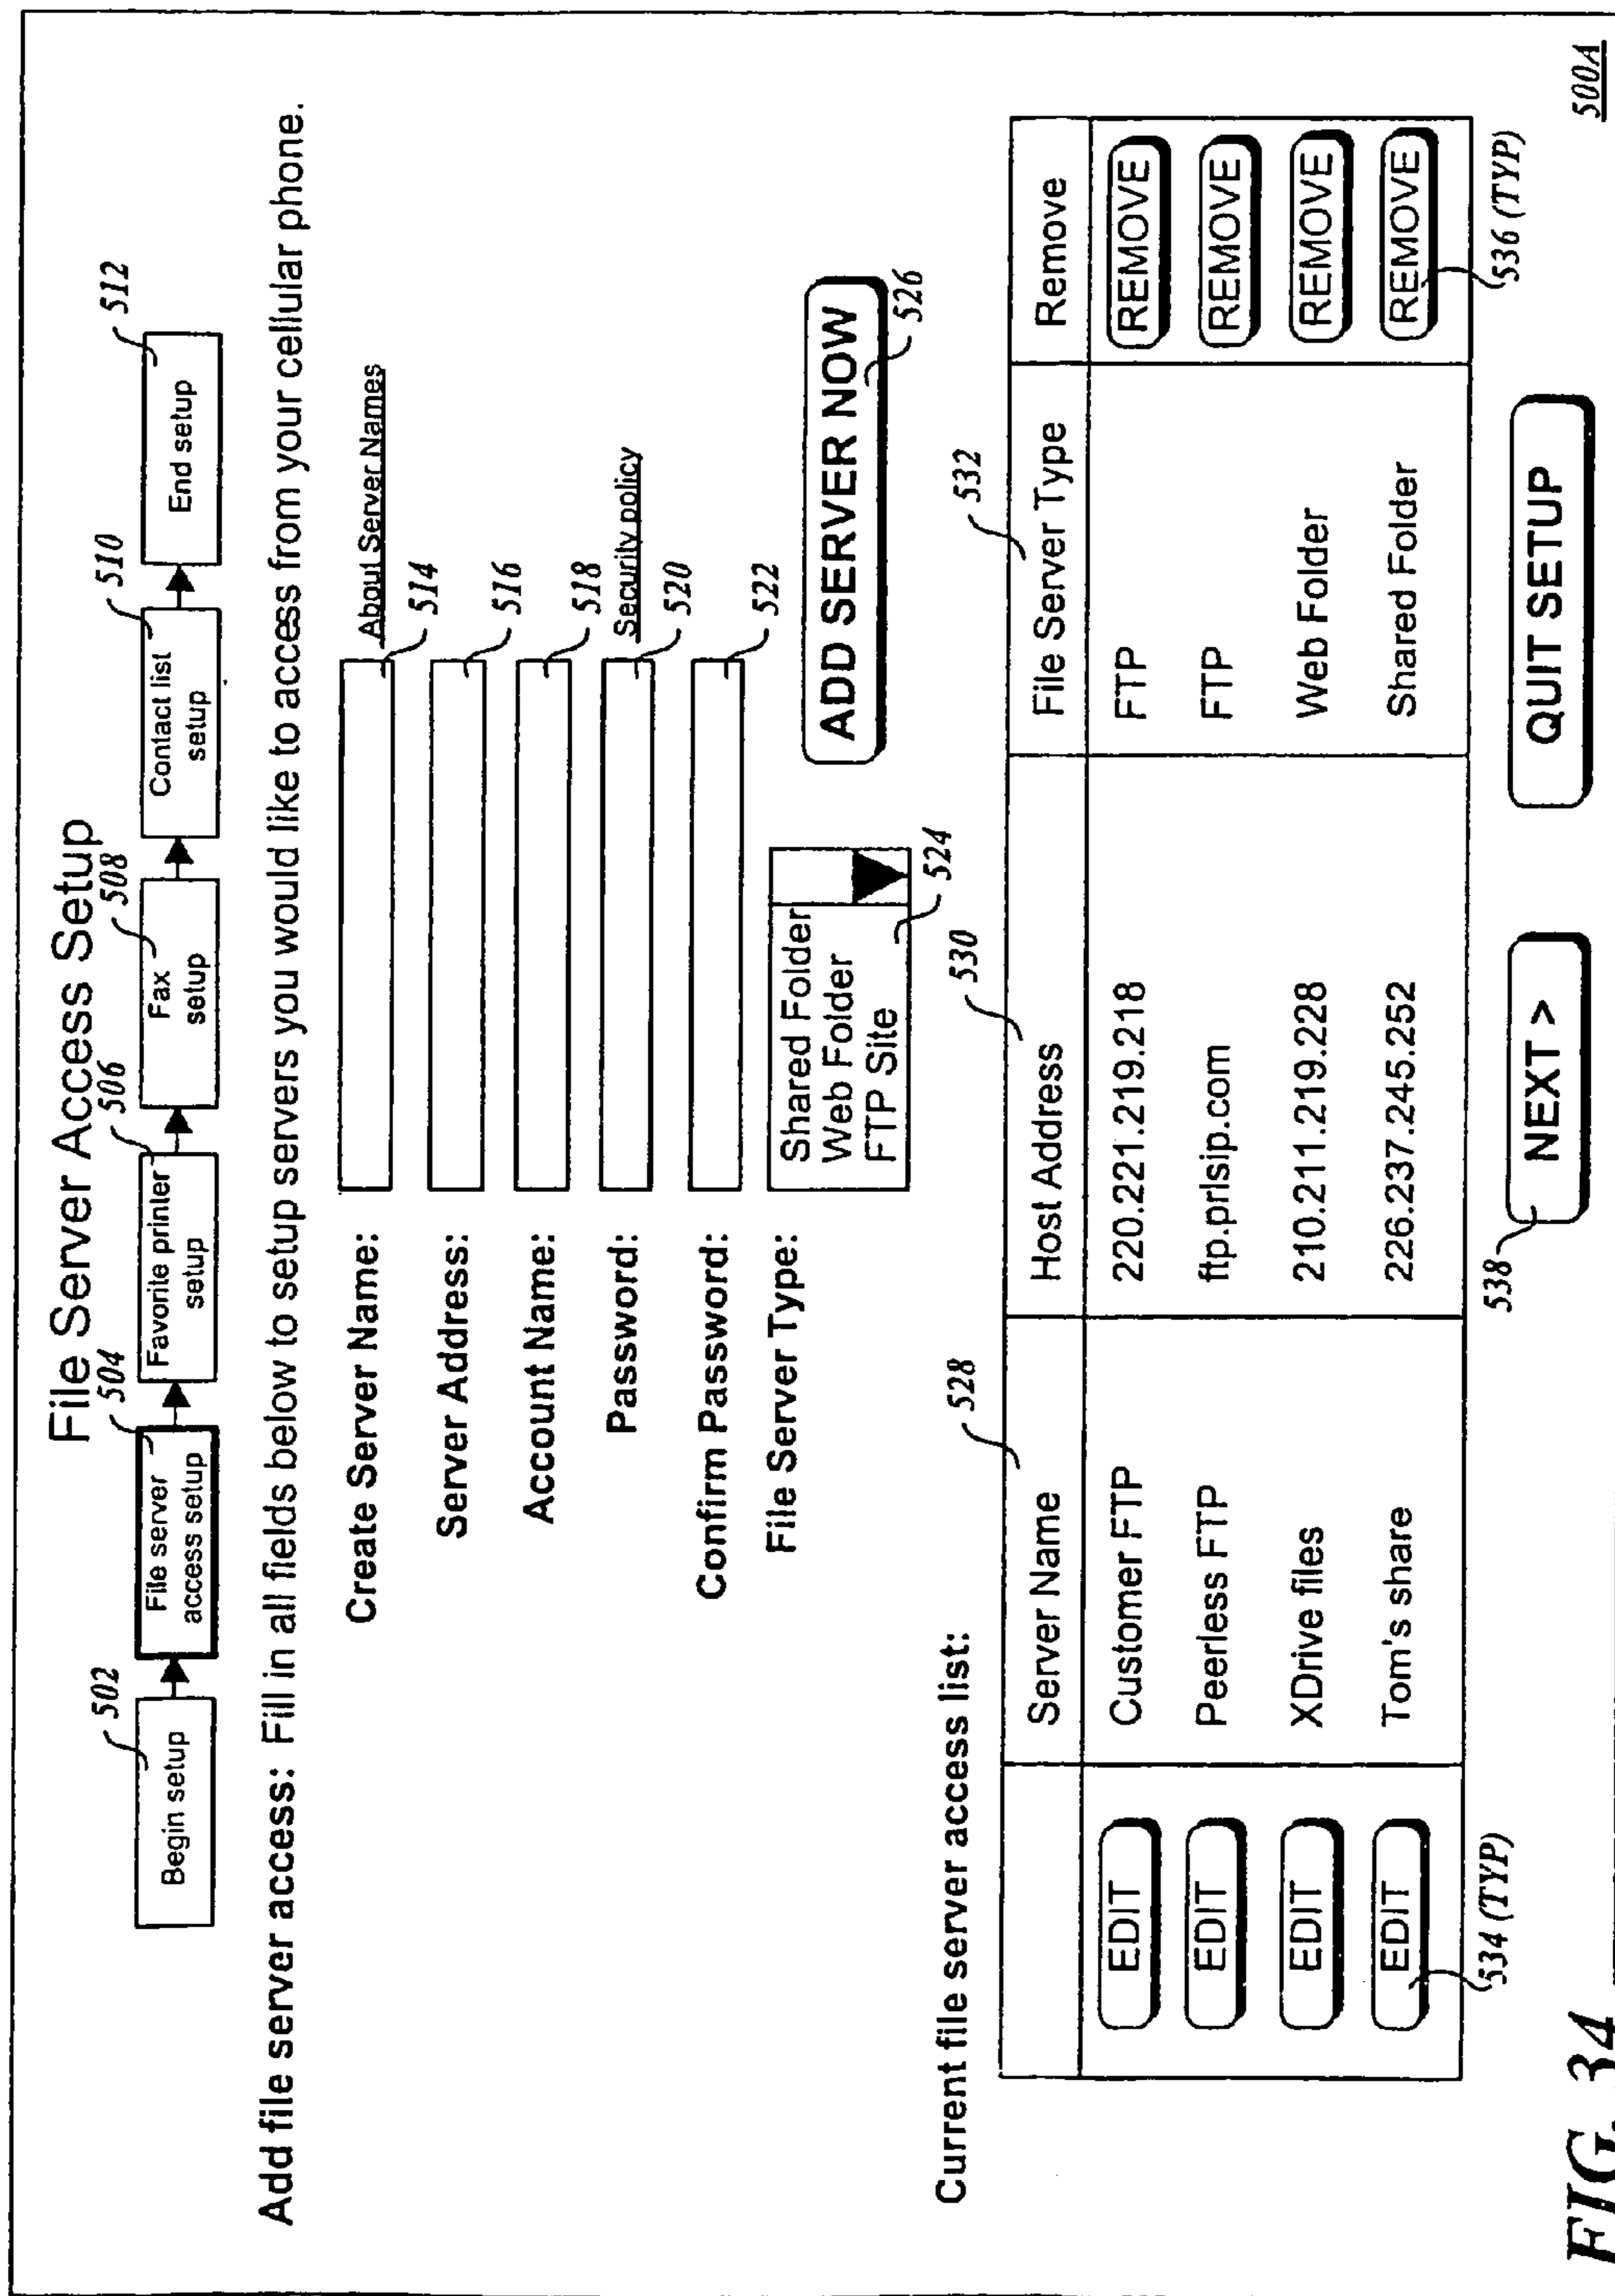 File Server Access Setup
502
504
506
508
510
512
Begin setup
File server access setup
Favorite printer setup
Fax setup
Contact list setup
End setup
Add file server access: Fill in all fields below to setup servers you would like to access from your cellular phone.
Create Server Name:
About Server Names
514
Server Address:
516
Account Name:
518
Password:
Security policy
520
Confirm Password:
522
File Server Type:
Shared Folder
Web Folder
FTP Site
524
ADD SERVER NOW
526
Current file server access list:
528
530
532
Server Name Host Address File Server Type Remove
EDIT Customer FTP 220.221.219.218 FTP REMOVE
EDIT Peerless FTP ftp.prlsip.com FTP REMOVE
EDIT XDrive files 210.211.219.228 Web Folder REMOVE
EDIT Tom's share 226.237.245.252 Shared Folder REMOVE
534 (TYP)
538
536 (TYP)
NEXT >
QUIT SETUP
FIG. 34
500A